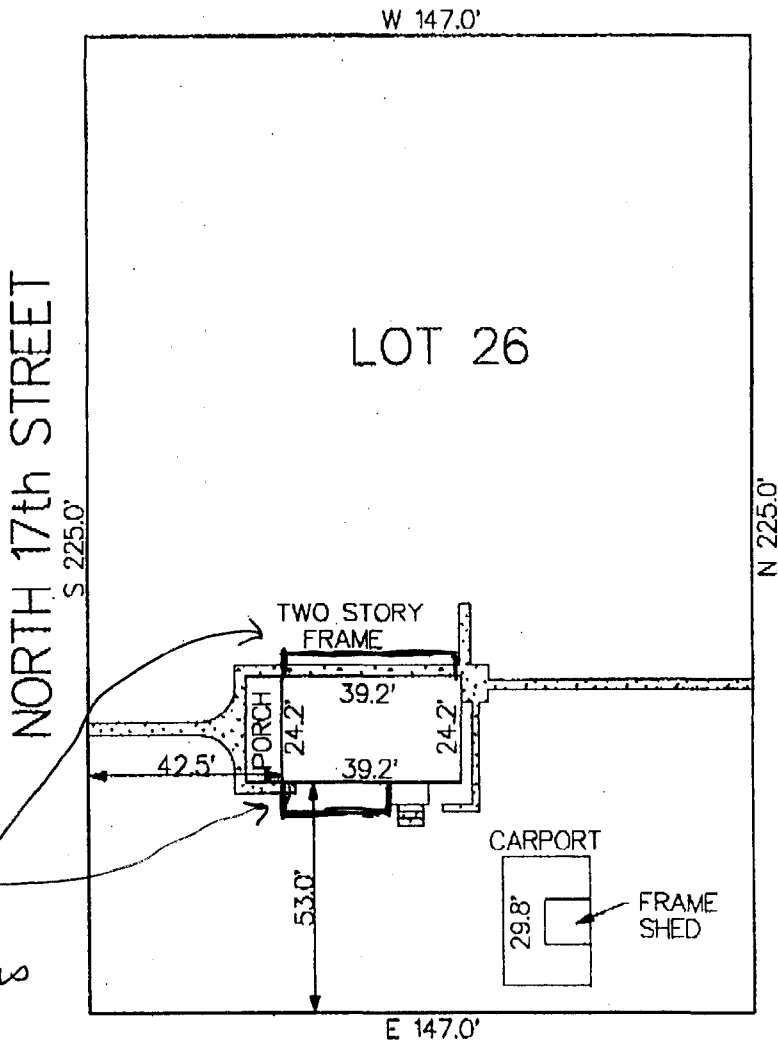 W 147.0'
LOT 26
NORTH 17th STREET
S 225.0'
N 225.0'
TWO STORY
FRAME
39.2'
PORCH
24.2'
24.2'
42.5'
39.2'
53.0'
CARPORT
29.8'
FRAME
SHED
E 147.0'